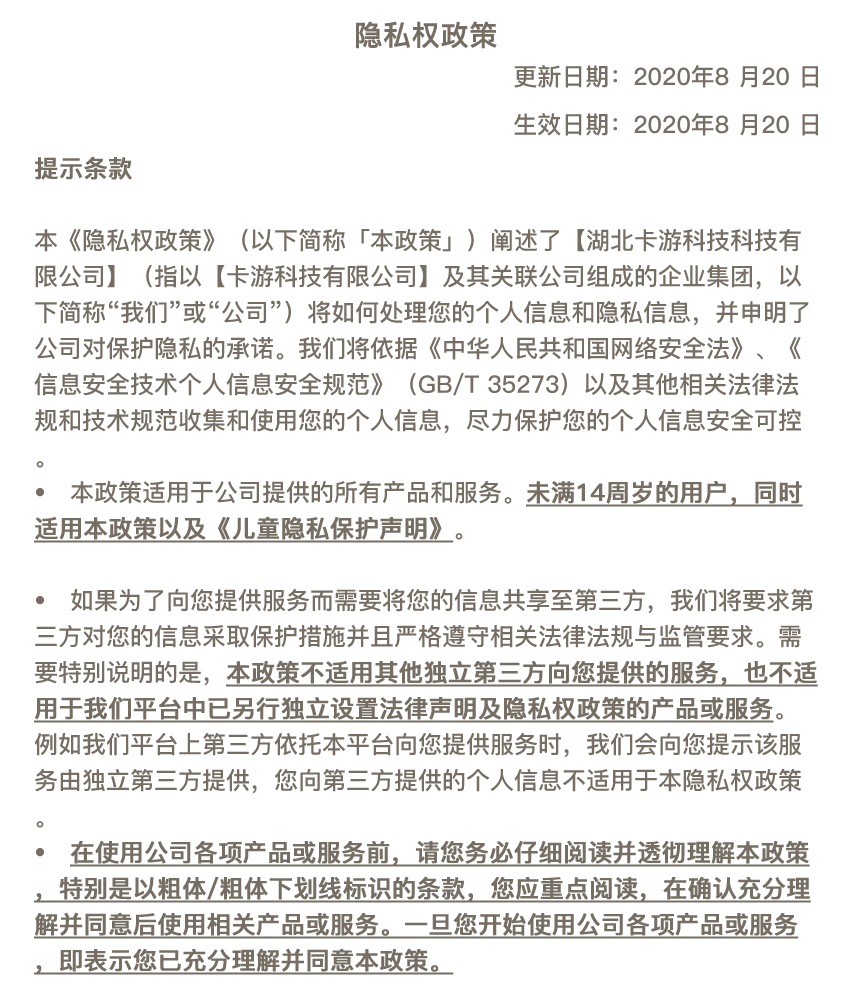 隐私权政策
更新日期：2020年8 月20 日
生效日期：2020年8 月20 日
提示条款
本《隐私权政策》（以下简称「本政策」）阐述了【湖北卡游科技科技有
限公司】（指以【卡游科技有限公司】及其关联公司组成的企业集团，以
下简称“我们”或“公司”）将如何处理您的个人信息和隐私信息，并申明了
公司对保护隐私的承诺。我们将依据《中华人民共和国网络安全法》、《
信息安全技术个人信息安全规范》（GB/T 35273）以及其他相关法律法
规和技术规范收集和使用您的个人信息，尽力保护您的个人信息安全可控
。
• 本政策适用于公司提供的所有产品和服务。未满14周岁的用户，同时
适用本政策以及《儿童隐私保护声明》。
• 如果为了向您提供服务而需要将您的信息共享至第三方，我们将要求第
三方对您的信息采取保护措施并且严格遵守相关法律法规与监管要求。需
要特别说明的是，本政策不适用其他独立第三方向您提供的服务，也不适
用于我们平台中已另行独立设置法律声明及隐私权政策的产品或服务。
例如我们平台上第三方依托本平台向您提供服务时，我们会向您提示该服
务由独立第三方提供，您向第三方提供的个人信息不适用于本隐私权政策
。
• 在使用公司各项产品或服务前，请您务必仔细阅读并透彻理解本政策
，特别是以粗体/粗体下划线标识的条款，您应重点阅读，在确认充分理
解并同意后使用相关产品或服务。一旦您开始使用公司各项产品或服务
，即表示您已充分理解并同意本政策。